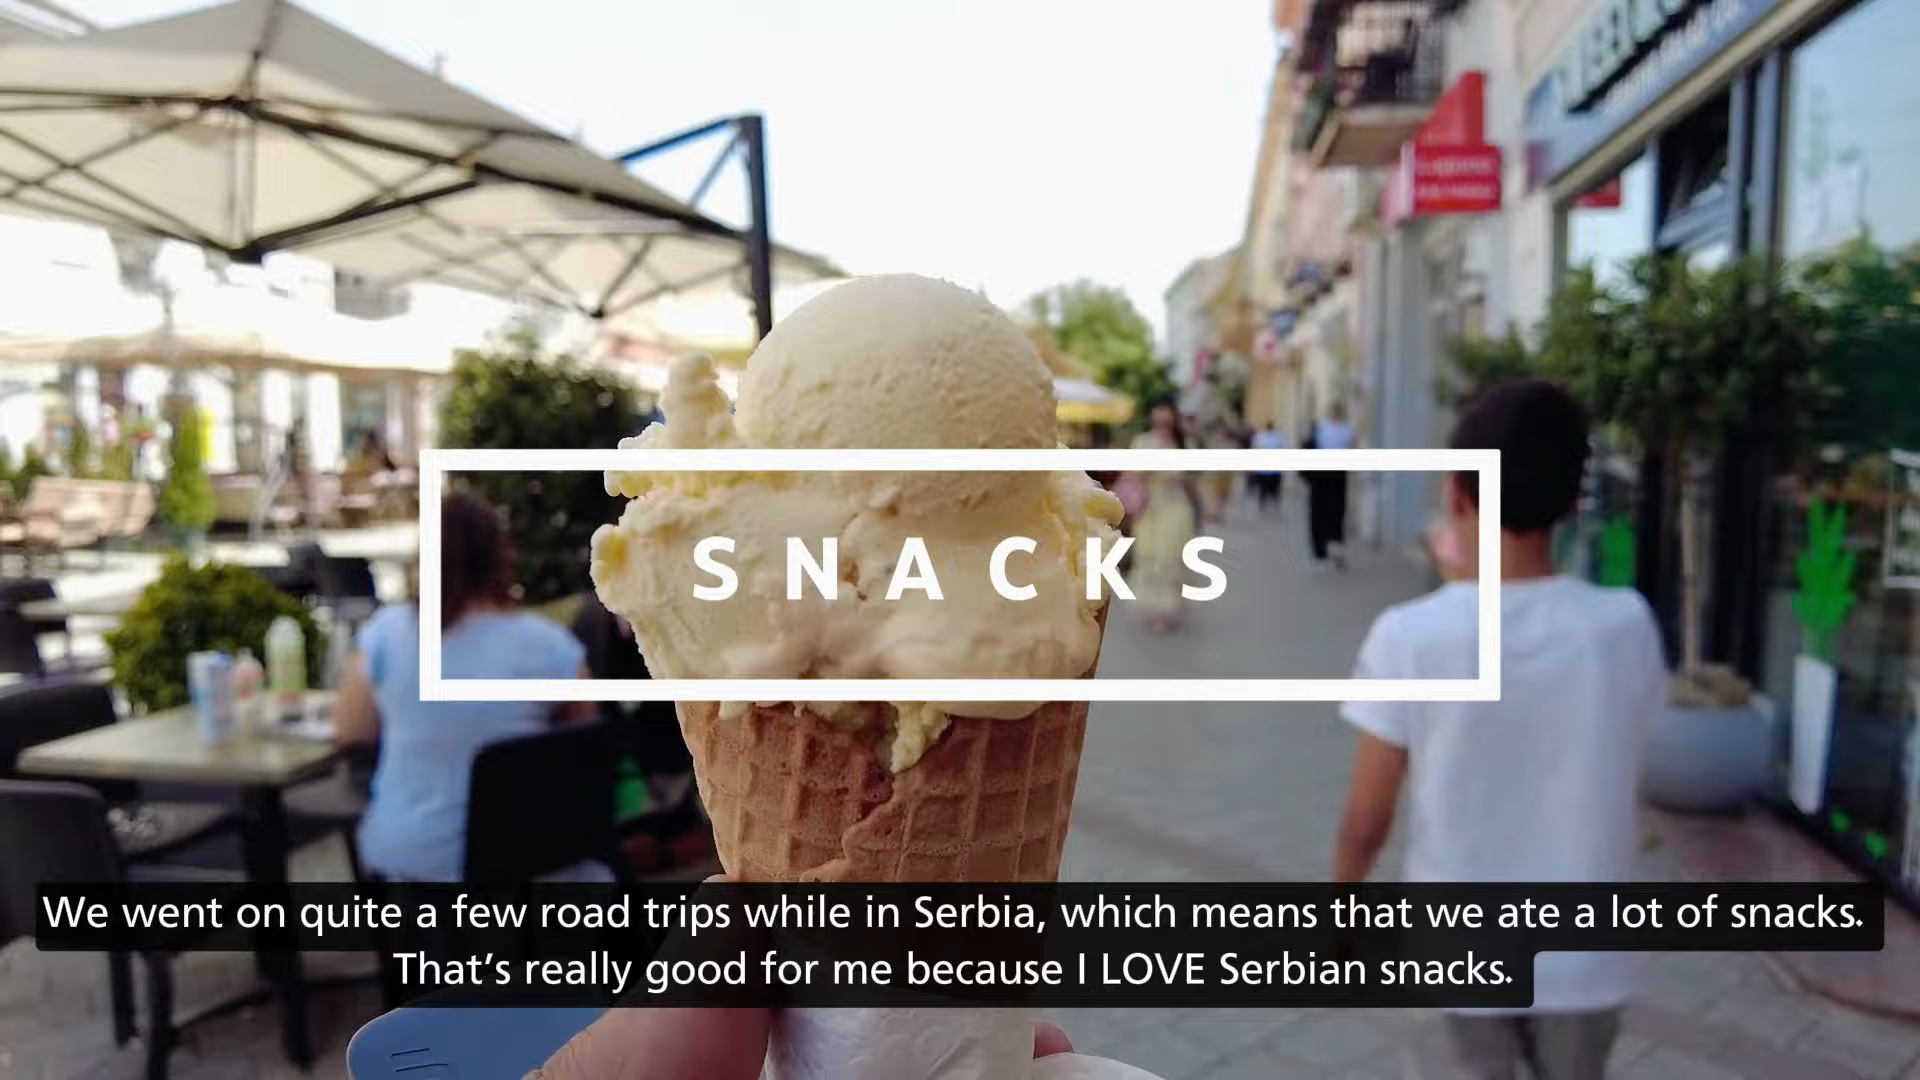 SNACKS
We went on quite a few road trips while in Serbia, which means that we ate a lot of snacks.
That’s really good for me because I LOVE Serbian snacks.